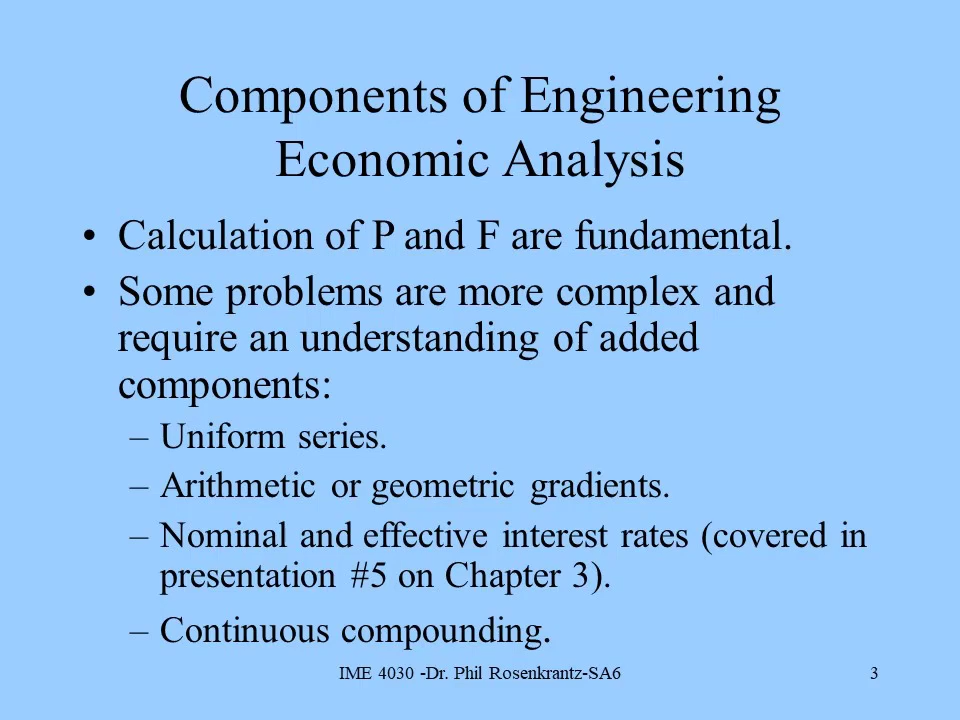 Components of Engineering
Economic Analysis
• Calculation of P and F are fundamental.
• Some problems are more complex and
require an understanding of added
components:
– Uniform series.
– Arithmetic or geometric gradients.
– Nominal and effective interest rates (covered in
presentation #5 on Chapter 3).
– Continuous compounding.
IME 4030 -Dr. Phil Rosenkrantz-SA6
3